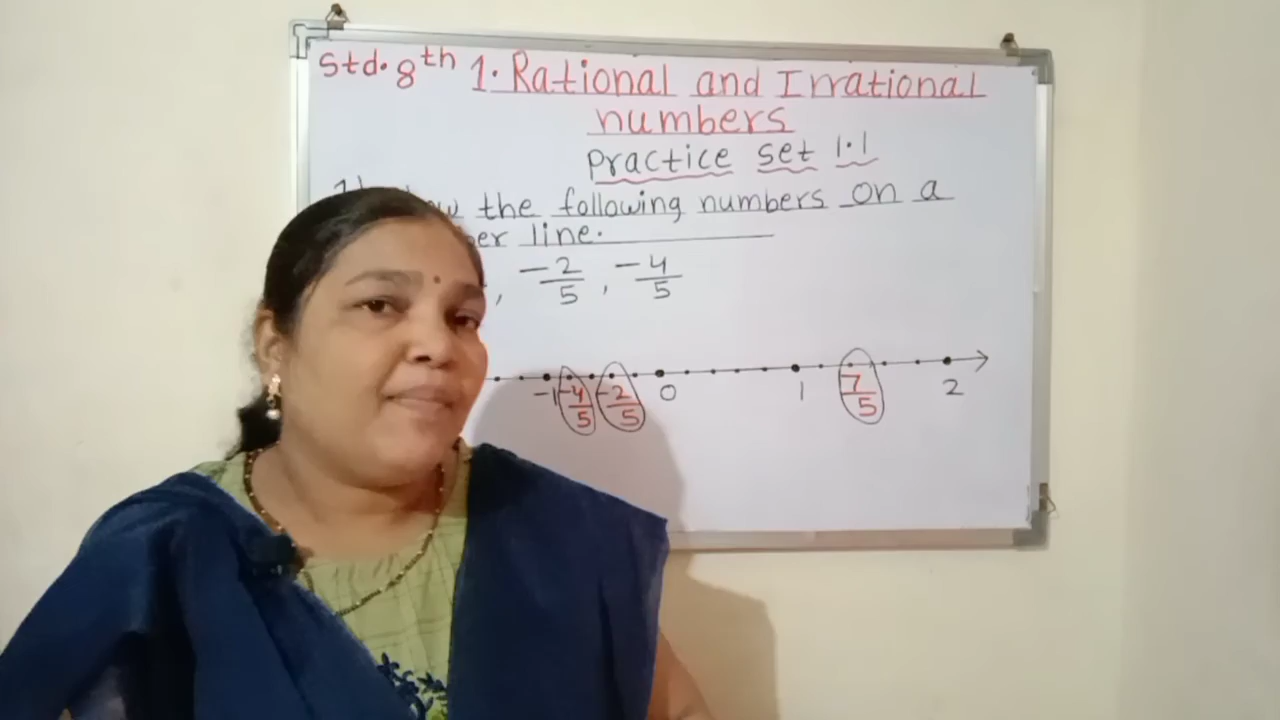 Std. 8th 1. Rational and Irrational
numbers
Practice set 1.1
the following numbers on a
line.
, -2/5, -4/5
-1 -4/5 -2/5 0 1 7/5 2